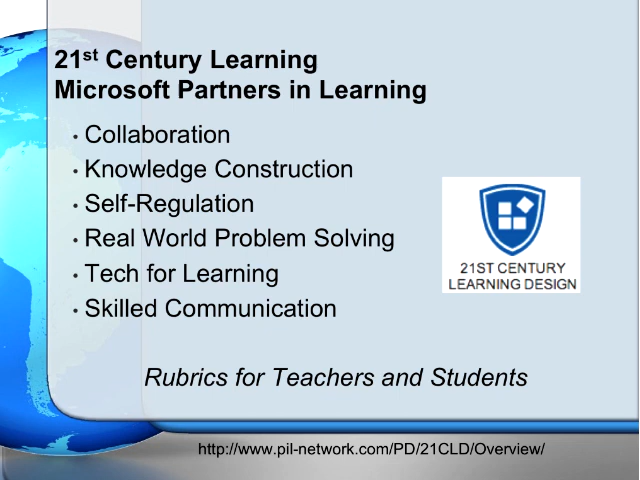 21st Century Learning
Microsoft Partners in Learning
• Collaboration
• Knowledge Construction
• Self-Regulation
• Real World Problem Solving
• Tech for Learning
• Skilled Communication
21ST CENTURY
LEARNING DESIGN
Rubrics for Teachers and Students
http://www.pil-network.com/PD/21CLD/Overview/